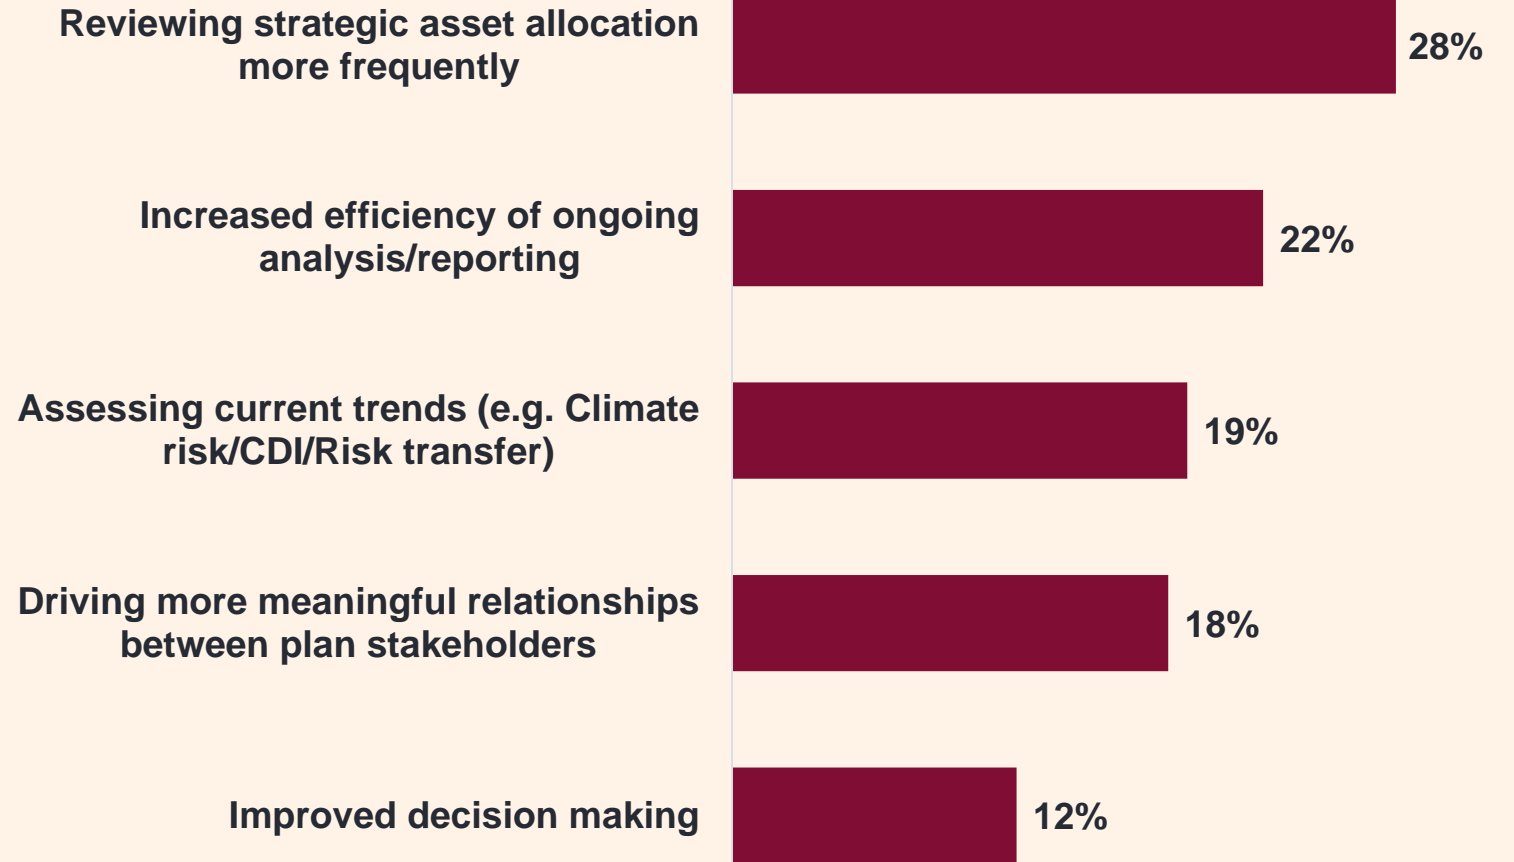 Reviewing strategic asset allocation
more frequently
28%
Increased efficiency of ongoing
analysis/reporting
22%
Assessing current trends (e.g. Climate
risk/CDI/Risk transfer)
19%
Driving more meaningful relationships
between plan stakeholders
18%
Improved decision making
12%